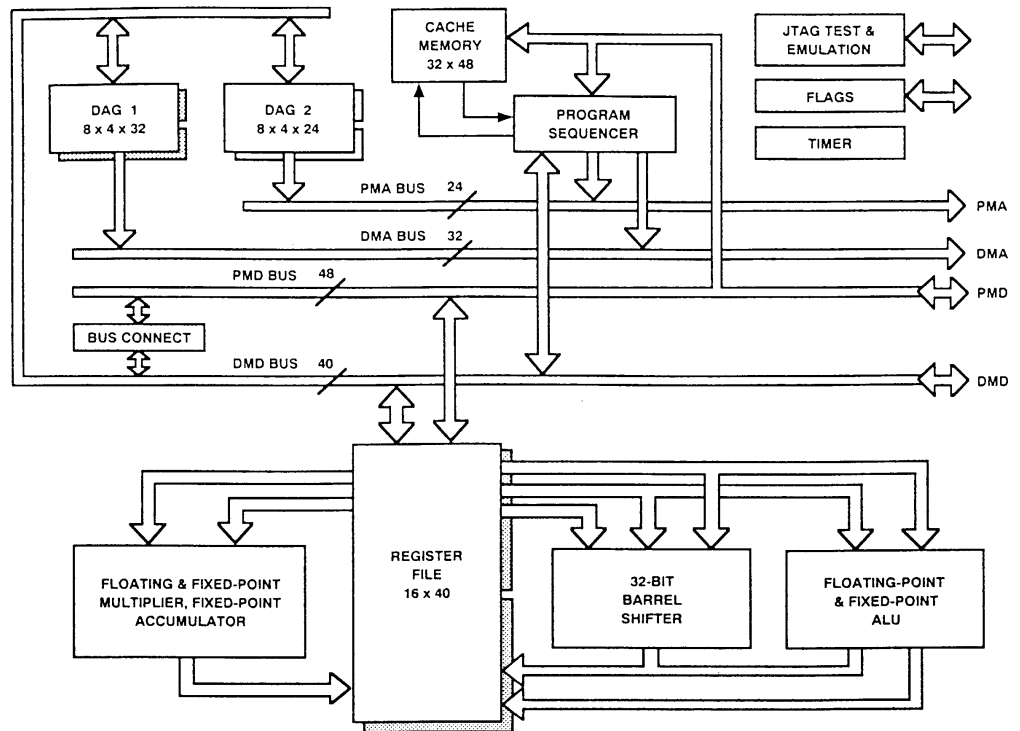 CACHE
MEMORY
32 x 48
JTAG TEST &
EMULATION
DAG 1
8 x 4 x 32
DAG 2
8 x 4 x 24
PROGRAM
SEQUENCER
FLAGS
TIMER
PMA BUS 24
PMA
DMA BUS 32
DMA
PMD BUS 48
PMD
BUS CONNECT
DMD BUS 40
DMD
REGISTER
FILE
16 x 40
FLOATING & FIXED-POINT
MULTIPLIER, FIXED-POINT
ACCUMULATOR
32-BIT
BARREL
SHIFTER
FLOATING-POINT
& FIXED-POINT
ALU